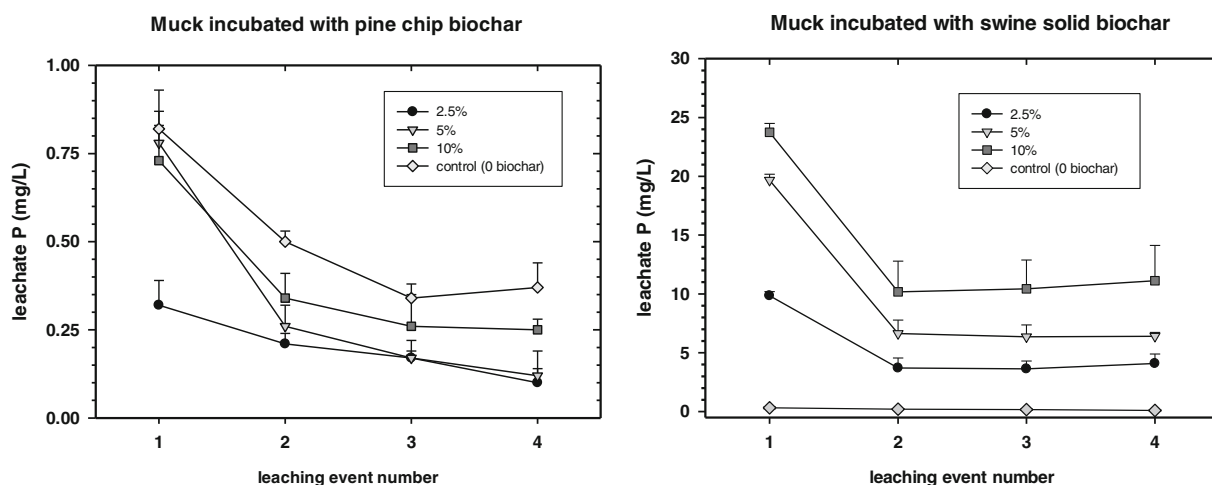 Muck incubated with pine chip biochar
leachate P (mg/L)
1.00
0.75
0.50
0.25
0.00
2.5%
5%
10%
control (0 biochar)
1 2 3 4
leaching event number
Muck incubated with swine solid biochar
leachate P (mg/L)
30
25
20
15
10
5
0
2.5%
5%
10%
control (0 biochar)
1 2 3 4
leaching event number